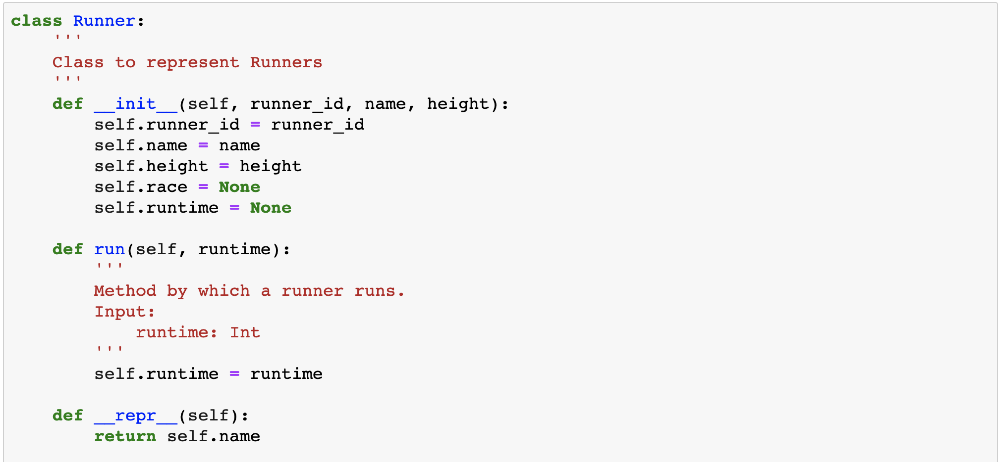 class Runner:
    '''
    Class to represent Runners
    '''
    def __init__(self, runner_id, name, height):
        self.runner_id = runner_id
        self.name = name
        self.height = height
        self.race = None
        self.runtime = None

    def run(self, runtime):
        '''
        Method by which a runner runs.
        Input:
            runtime: Int
        '''
        self.runtime = runtime

    def __repr__(self):
        return self.name